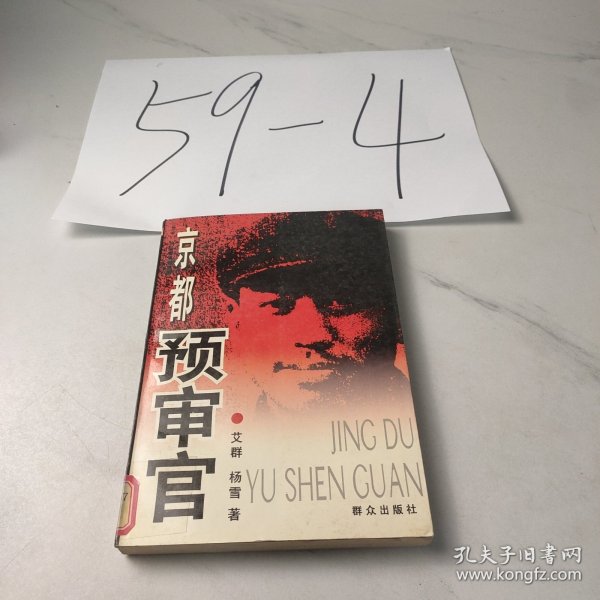 59-4
京都
预审官
艾群 杨雪 著
JING DU
YU SHEN GUAN
群众出版社
孔夫子旧书网
www.kongfz.com